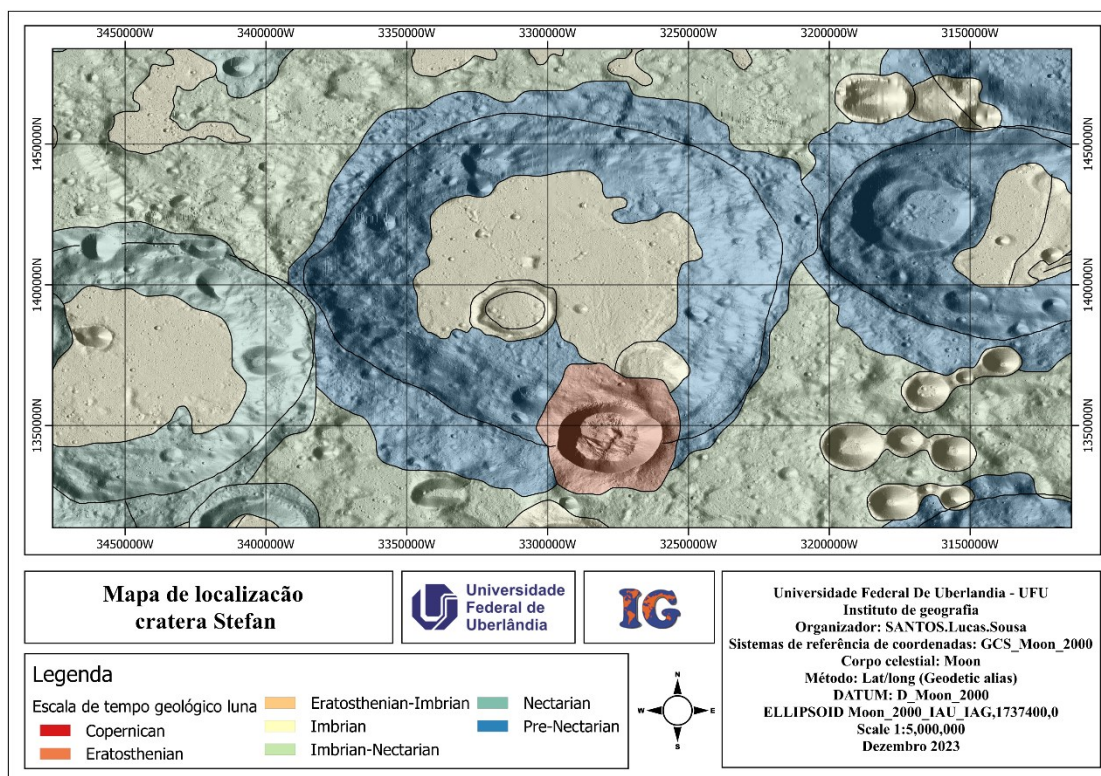 3450000W 3400000W 3350000W 3300000W 3250000W 3200000W 3150000W
1450000N 1450000N
1400000N 1400000N
1350000N 1350000N
3450000W 3400000W 3350000W 3300000W 3250000W 3200000W 3150000W
Mapa de localizacão
cratera Stefan
Universidade
Federal de
Uberlândia
IG
Universidade Federal De Uberlandia - UFU
Instituto de geografia
Organizador: SANTOS.Lucas.Sousa
Sistemas de referência de coordenadas: GCS_Moon_2000
Corpo celestial: Moon
Método: Lat/long (Geodetic alias)
DATUM: D_Moon_2000
ELLIPSOID Moon_2000_IAU_IAG,1737400,0
Scale 1:5,000,000
Dezembro 2023
Legenda
Escala de tempo geológico luna
Copernican
Eratosthenian
Eratosthenian-Imbrian
Imbrian
Imbrian-Nectarian
Nectarian
Pre-Nectarian
N
W E
S